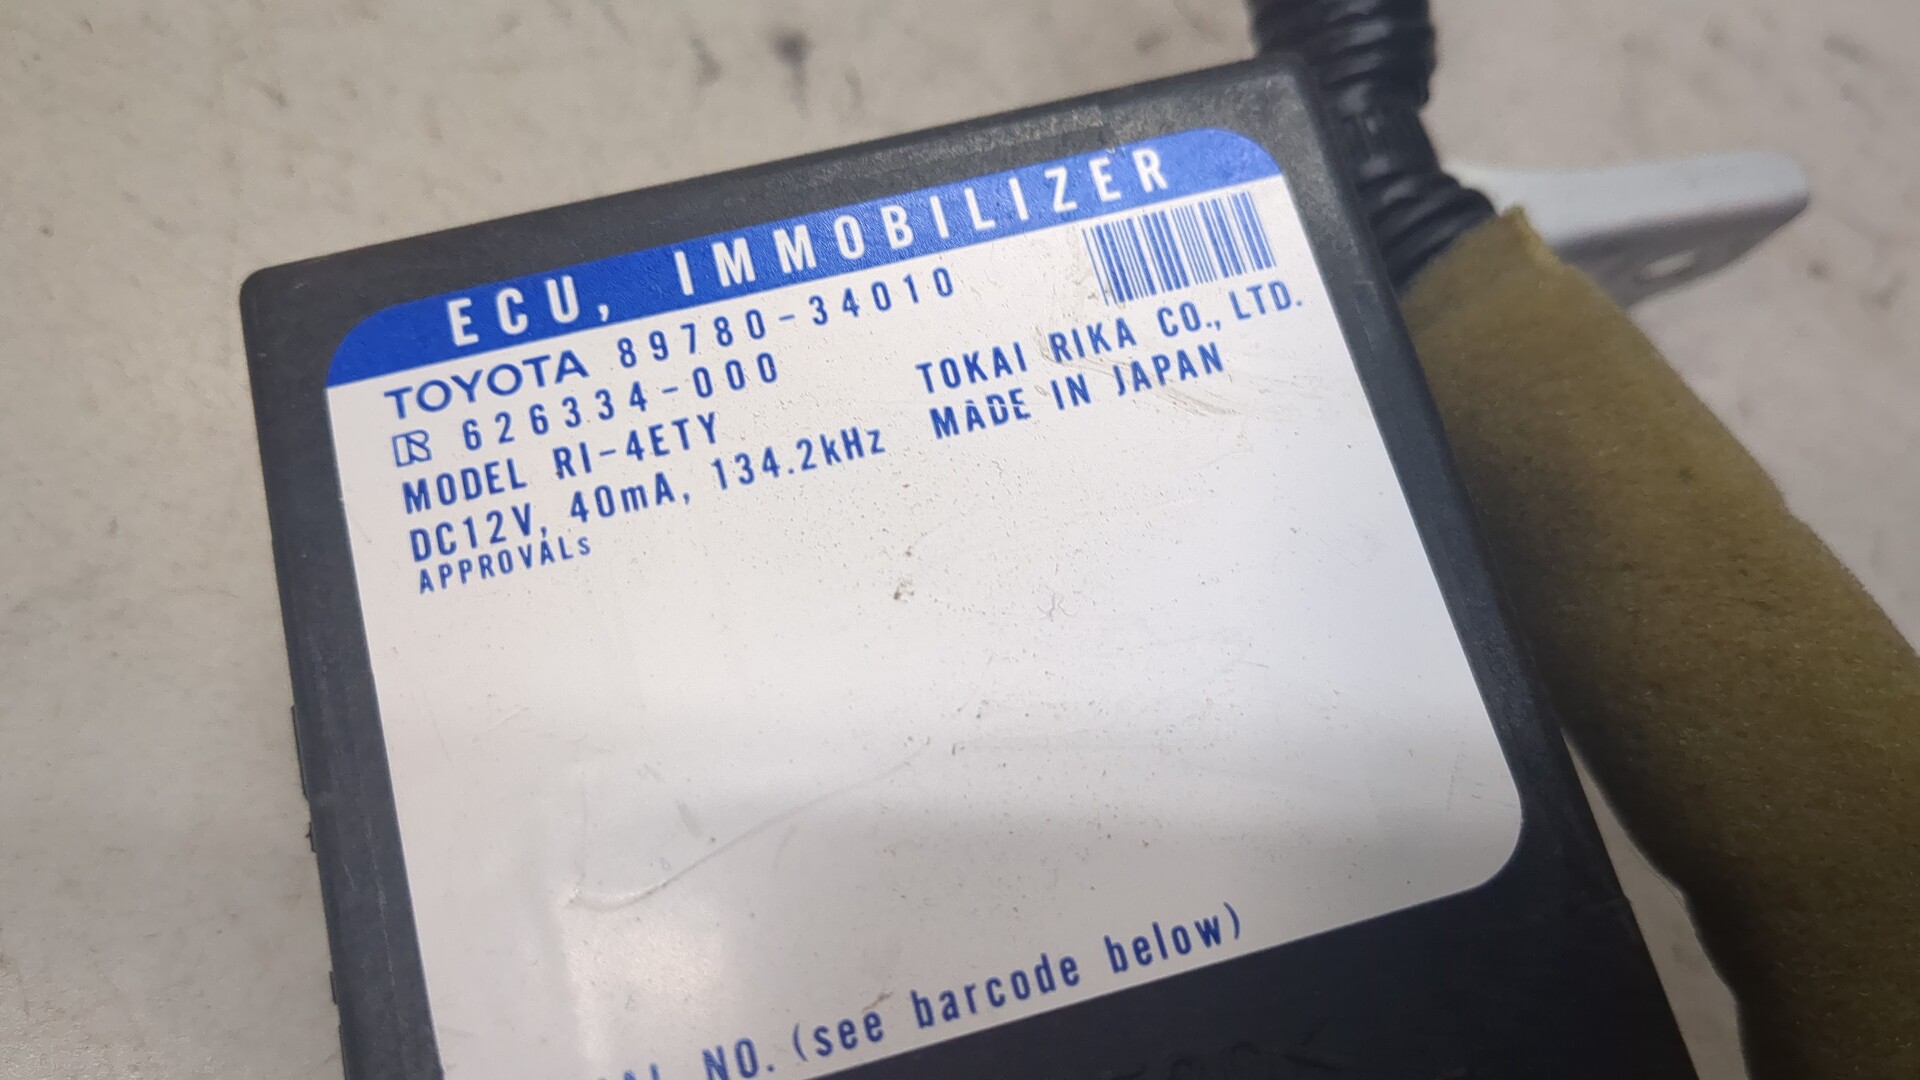 ECU, IMMOBILIZER
TOYOTA 89780-34010
626334-000
TOKAI RIKA CO., LTD.
MODEL RI-4ETY
MADE IN JAPAN
DC12V, 40mA, 134.2kHz
APPROVALs
NO. (see barcode below)